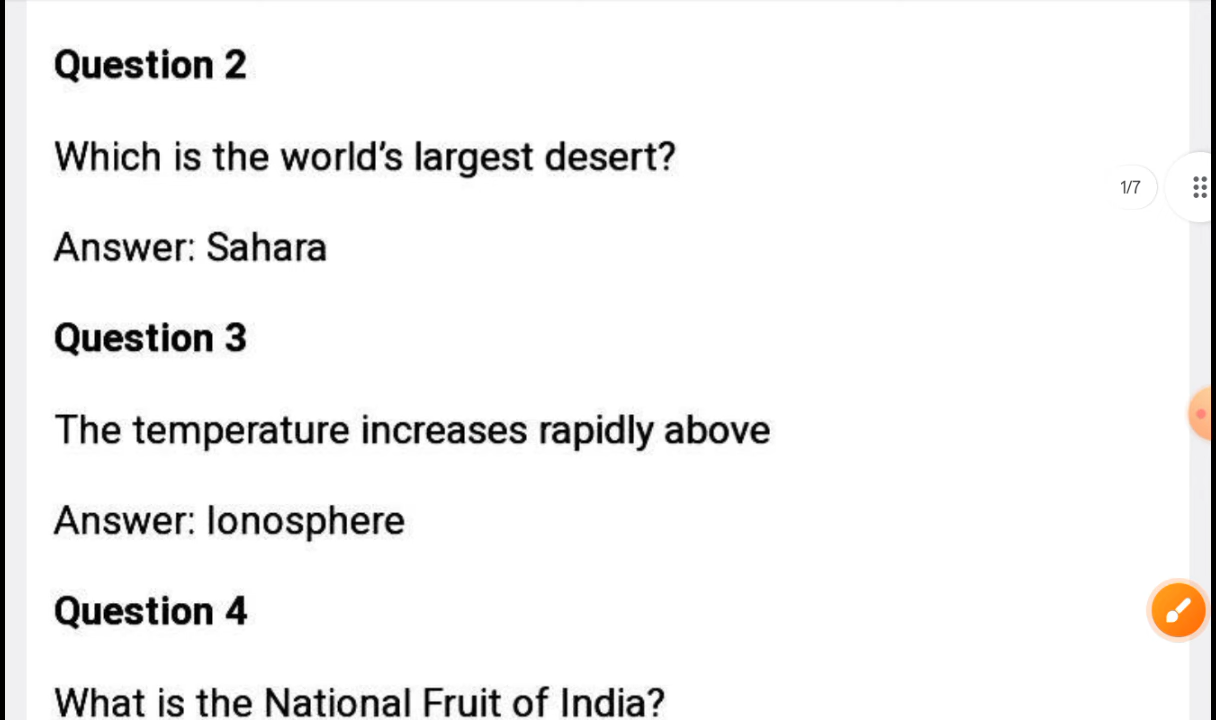 Question 2
Which is the world’s largest desert?
1/7
Answer: Sahara
Question 3
The temperature increases rapidly above
Answer: Ionosphere
Question 4
What is the National Fruit of India?